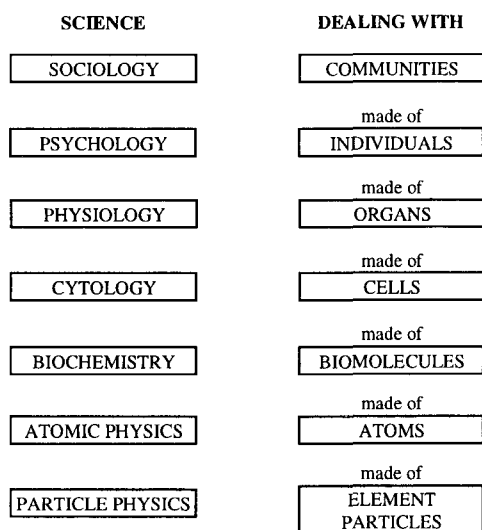 SCIENCE DEALING WITH
SOCIOLOGY COMMUNITIES
made of
PSYCHOLOGY INDIVIDUALS
made of
PHYSIOLOGY ORGANS
made of
CYTOLOGY CELLS
made of
BIOCHEMISTRY BIOMOLECULES
made of
ATOMIC PHYSICS ATOMS
made of
PARTICLE PHYSICS ELEMENT
PARTICLES